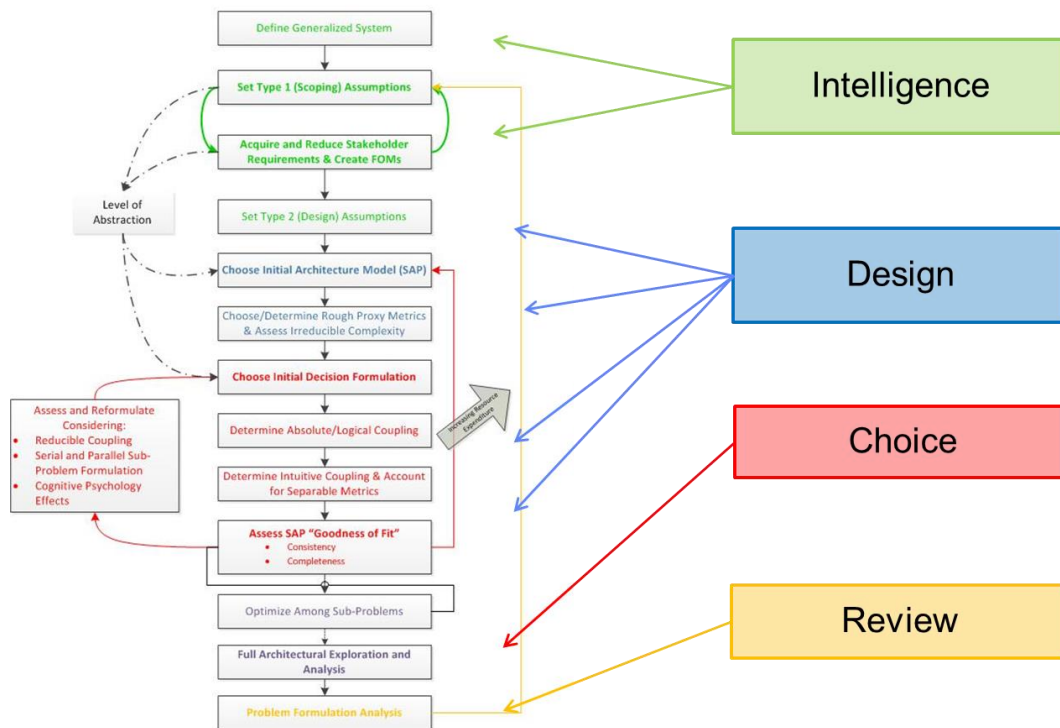 Define Generalized System
Set Type 1 (Scoping) Assumptions
Acquire and Reduce Stakeholder
Requirements & Create FOMs
Level of
Abstraction
Set Type 2 (Design) Assumptions
Choose Initial Architecture Model (SAP)
Choose/Determine Rough Proxy Metrics
& Assess Irreducible Complexity
Choose Initial Decision Formulation
Assess and Reformulate
Considering:
• Reducible Coupling
• Serial and Parallel Sub-
Problem Formulation
• Cognitive Psychology
Effects
Determine Absolute/Logical Coupling
Increasing Resource
Expenditure
Determine Intuitive Coupling & Account
for Separable Metrics
Assess SAP “Goodness of Fit”
• Consistency
• Completeness
Optimize Among Sub-Problems
Full Architectural Exploration and
Analysis
Problem Formulation Analysis
Intelligence
Design
Choice
Review